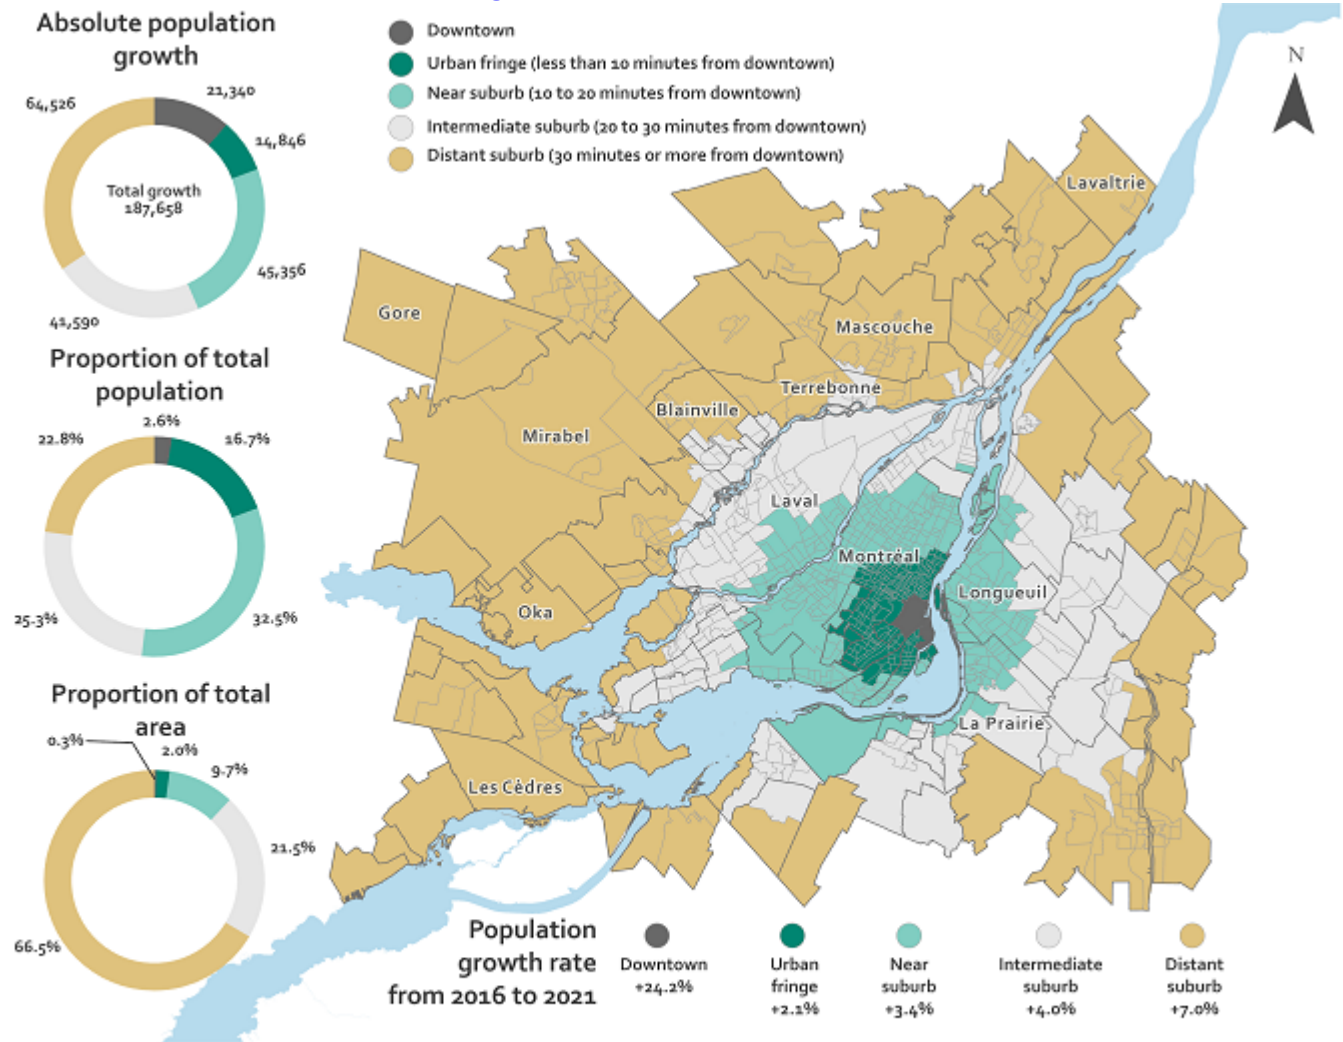 Absolute population
growth
64,526
21,340
14,846
Total growth
187,658
45,356
41,590
Proportion of total
population
2.6%
22.8%
16.7%
25.3%
32.5%
Proportion of total
area
0.3%
2.0%
9.7%
21.5%
66.5%
Downtown
Urban fringe (less than 10 minutes from downtown)
Near suburb (10 to 20 minutes from downtown)
Intermediate suburb (20 to 30 minutes from downtown)
Distant suburb (30 minutes or more from downtown)
N
Lavaltrie
Gore
Mascouche
Terrebonne
Blainville
Mirabel
Laval
Montréal
Longueuil
Oka
La Prairie
Les Cèdres
Population
growth rate
from 2016 to 2021
Downtown
+24.2%
Urban
fringe
+2.1%
Near
suburb
+3.4%
Intermediate
suburb
+4.0%
Distant
suburb
+7.0%